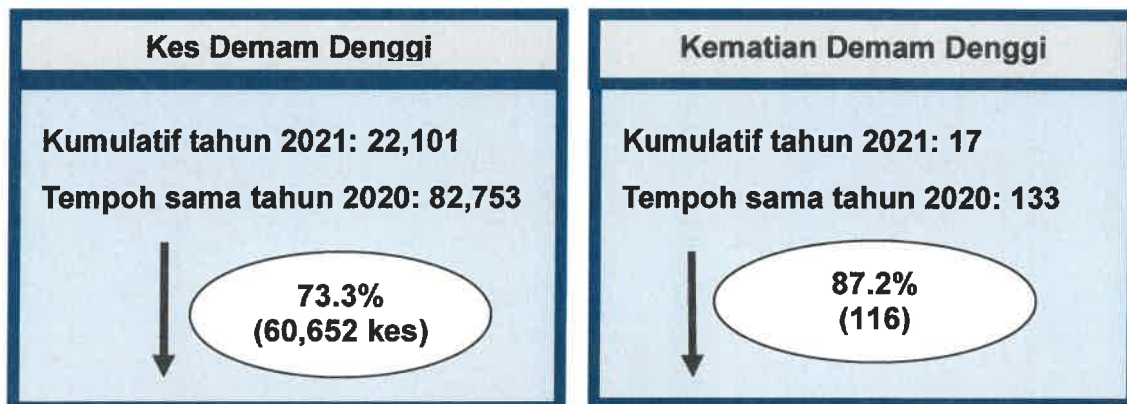 Kes Demam Denggi
Kumulatif tahun 2021: 22,101
Tempoh sama tahun 2020: 82,753
73.3%
(60,652 kes)
Kematian Demam Denggi
Kumulatif tahun 2021: 17
Tempoh sama tahun 2020: 133
87.2%
(116)